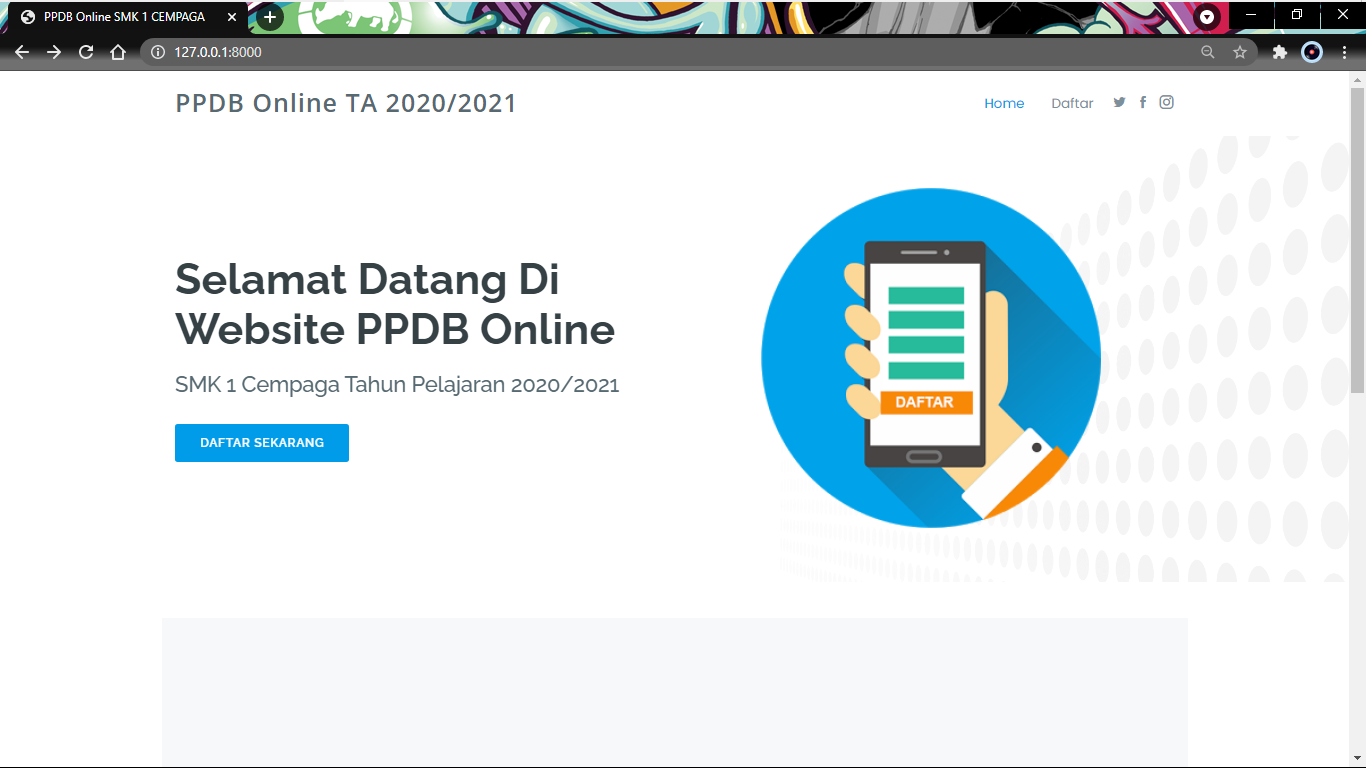 PPDB Online SMK 1 CEMPAGA
127.0.0.1:8000
PPDB Online TA 2020/2021
Home
Daftar
Selamat Datang Di
Website PPDB Online
SMK 1 Cempaga Tahun Pelajaran 2020/2021
DAFTAR SEKARANG
DAFTAR